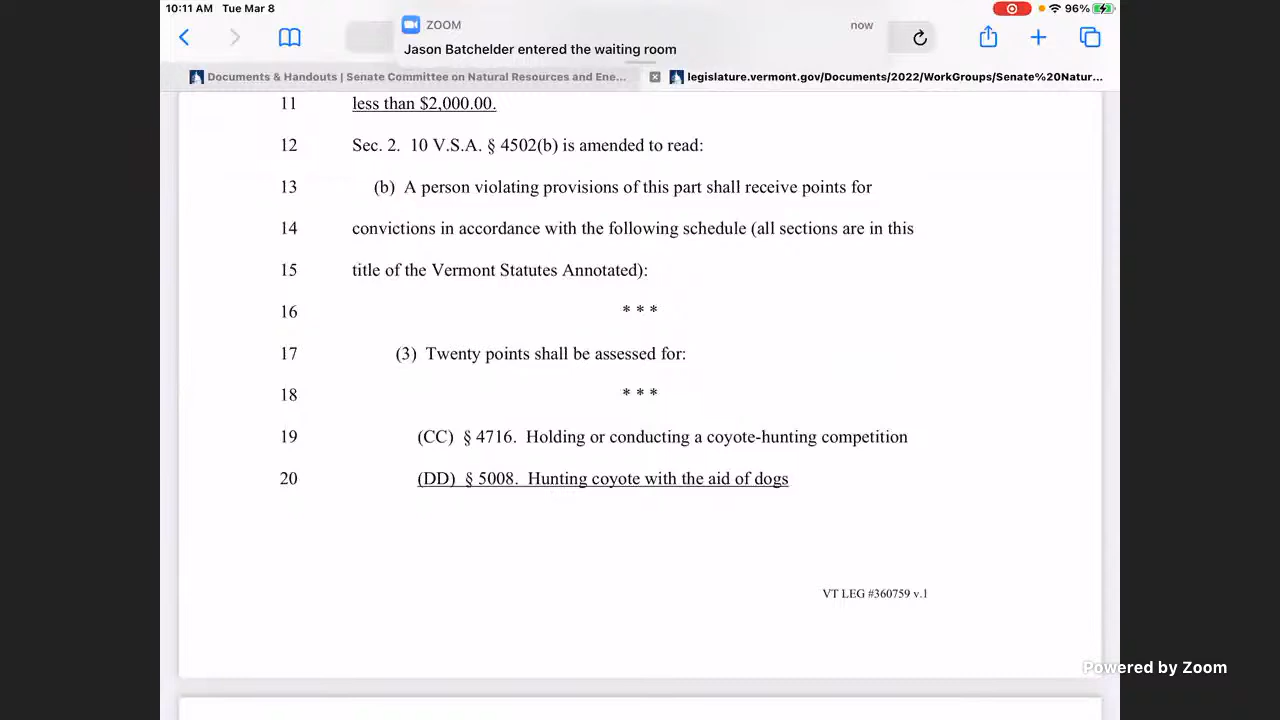 10:11 AM Tue Mar 8
96%
ZOOM
now
Jason Batchelder entered the waiting room
Documents & Handouts | Senate Committee on Natural Resources and Ene...
legislature.vermont.gov/Documents/2022/WorkGroups/Senate%20Natur...
11 less than $2,000.00.
12 Sec. 2. 10 V.S.A. § 4502(b) is amended to read:
13 (b) A person violating provisions of this part shall receive points for
14 convictions in accordance with the following schedule (all sections are in this
15 title of the Vermont Statutes Annotated):
16 * * *
17 (3) Twenty points shall be assessed for:
18 * * *
19 (CC) § 4716. Holding or conducting a coyote-hunting competition
20 (DD) § 5008. Hunting coyote with the aid of dogs
VT LEG #360759 v.1
Powered by Zoom